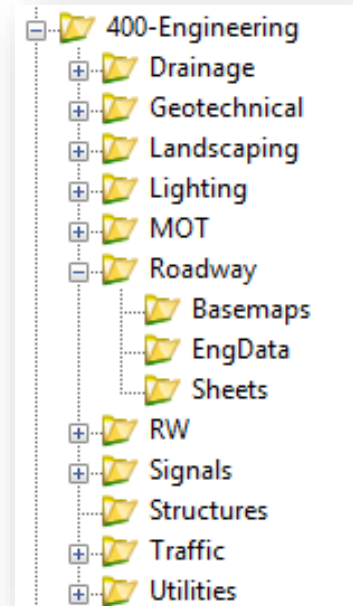 400-Engineering
Drainage
Geotechnical
Landscaping
Lighting
MOT
Roadway
Basemaps
EngData
Sheets
RW
Signals
Structures
Traffic
Utilities